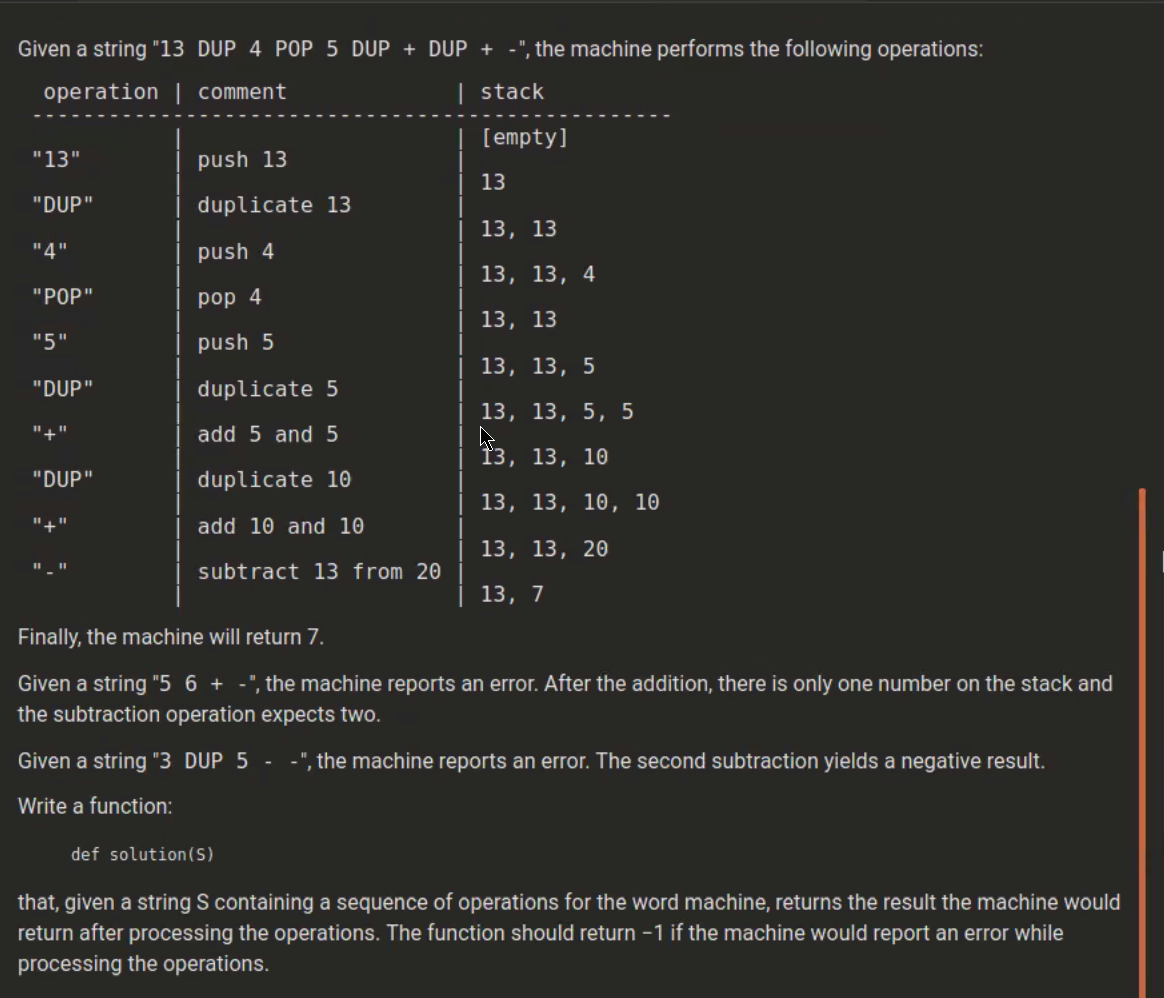 Given a string "13 DUP 4 POP 5 DUP + DUP + -", the machine performs the following operations:
operation | comment | stack
---------------------------------------------------
| | [empty]
"13" | push 13 |
| | 13
"DUP" | duplicate 13 |
| | 13, 13
"4" | push 4 |
| | 13, 13, 4
"POP" | pop 4 |
| | 13, 13
"5" | push 5 |
| | 13, 13, 5
"DUP" | duplicate 5 |
| | 13, 13, 5, 5
"+" | add 5 and 5 |
| | 13, 13, 10
"DUP" | duplicate 10 |
| | 13, 13, 10, 10
"+" | add 10 and 10 |
| | 13, 13, 20
"-" | subtract 13 from 20 |
| | 13, 7
Finally, the machine will return 7.
Given a string "5 6 + -", the machine reports an error. After the addition, there is only one number on the stack and
the subtraction operation expects two.
Given a string "3 DUP 5 - -", the machine reports an error. The second subtraction yields a negative result.
Write a function:
def solution(S)
that, given a string S containing a sequence of operations for the word machine, returns the result the machine would
return after processing the operations. The function should return −1 if the machine would report an error while
processing the operations.